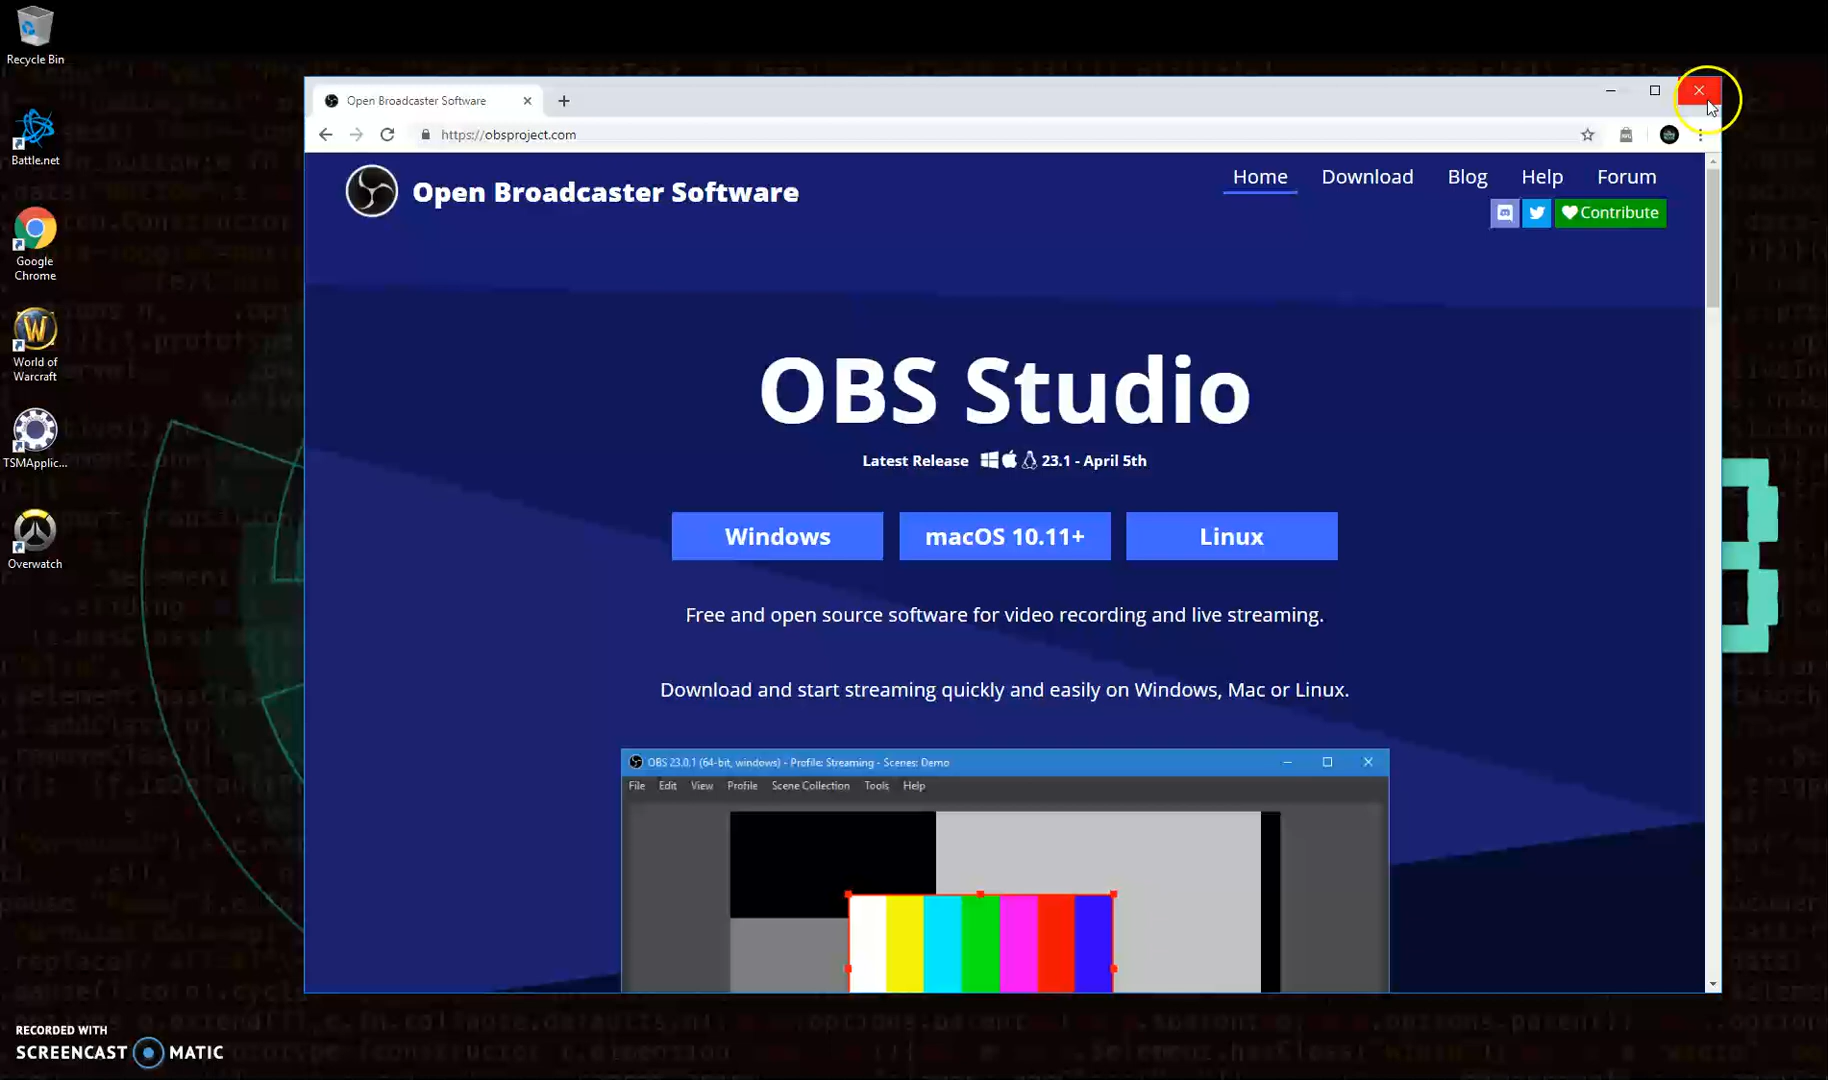 Recycle Bin
Battle.net
Google
Chrome
World of
Warcraft
TSMApplic...
Overwatch
Open Broadcaster Software
https://obsproject.com
Open Broadcaster Software
Home
Download
Blog
Help
Forum
Contribute
OBS Studio
Latest Release 23.1 - April 5th
Windows
macOS 10.11+
Linux
Free and open source software for video recording and live streaming.
Download and start streaming quickly and easily on Windows, Mac or Linux.
OBS 23.0.1 (64-bit, windows) - Profile: Streaming - Scenes: Demo
File Edit View Profile Scene Collection Tools Help
RECORDED WITH
SCREENCAST MATIC